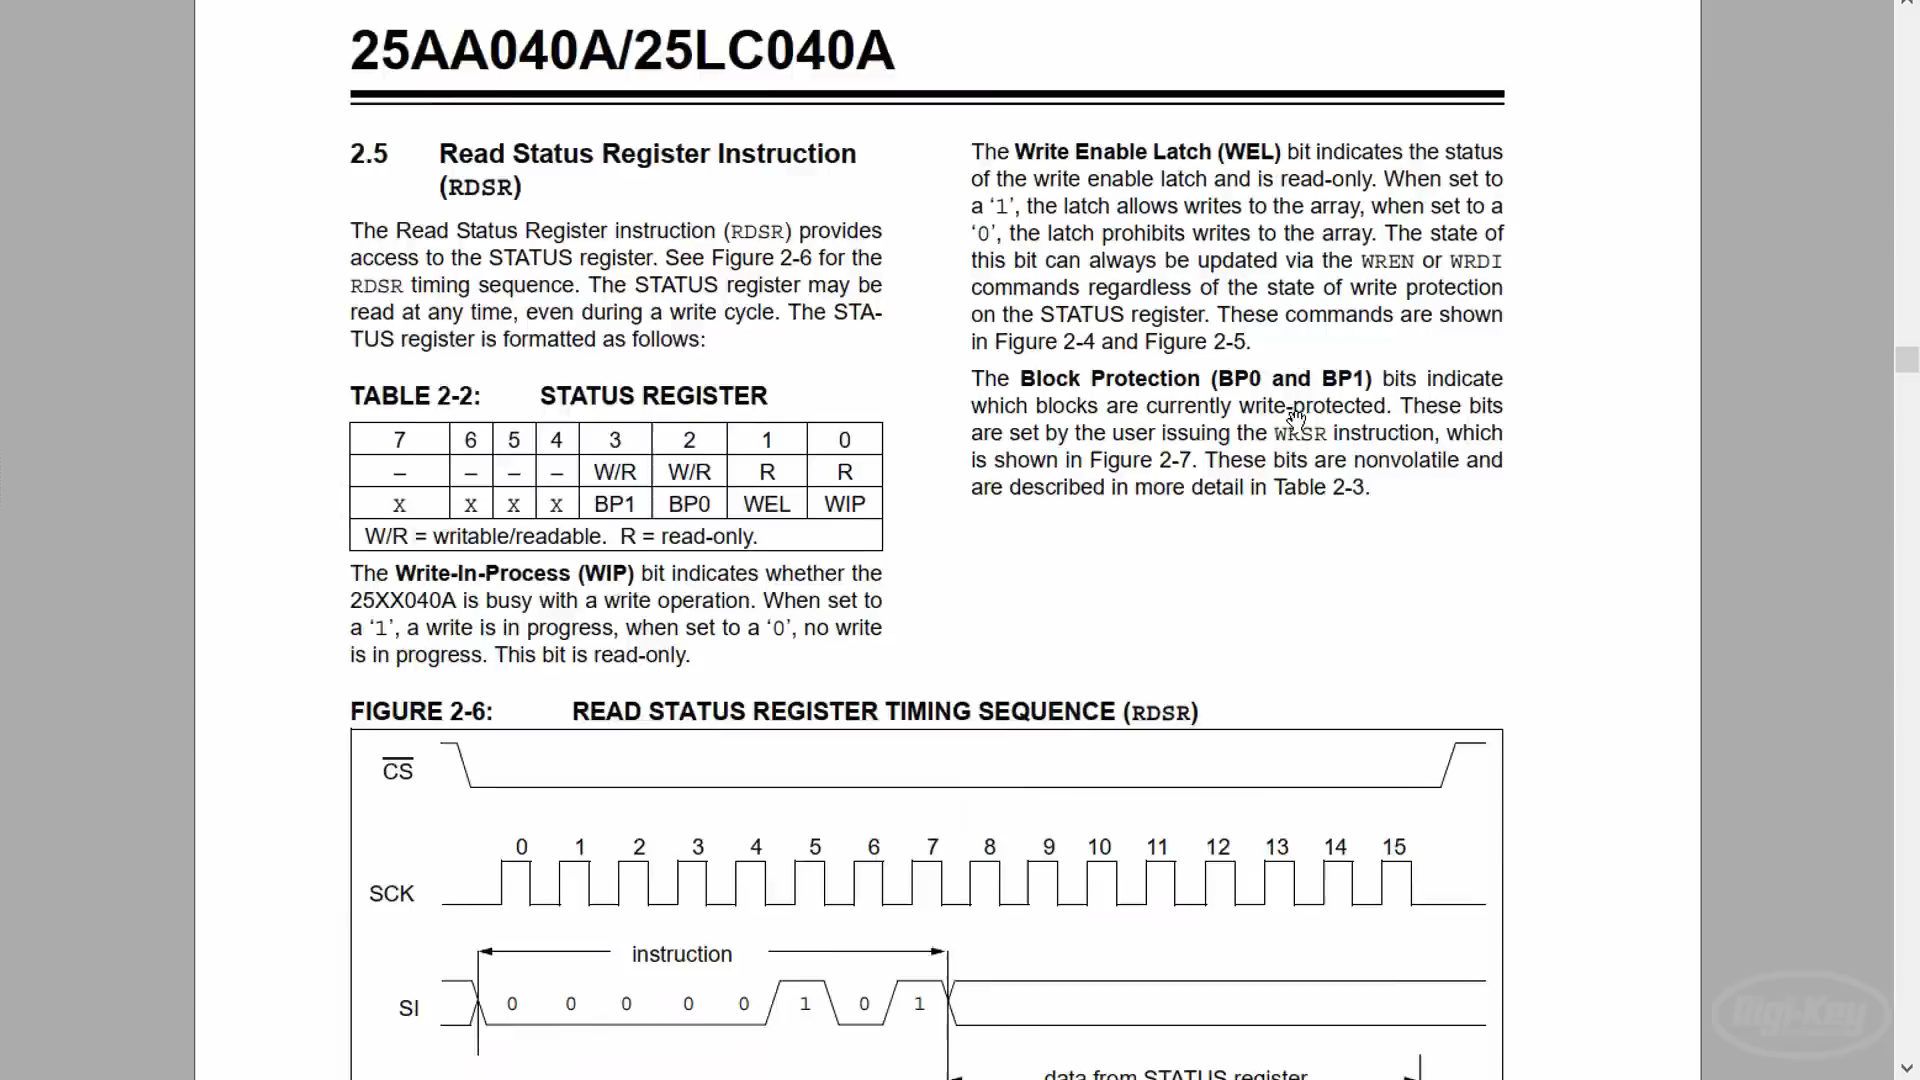 25AA040A/25LC040A
2.5 Read Status Register Instruction
(RDSR)
The Read Status Register instruction (RDSR) provides
access to the STATUS register. See Figure 2-6 for the
RDSR timing sequence. The STATUS register may be
read at any time, even during a write cycle. The STA-
TUS register is formatted as follows:
TABLE 2-2: STATUS REGISTER
7 6 5 4 3 2 1 0
– – – – W/R W/R R R
X X X X BP1 BP0 WEL WIP
W/R = writable/readable. R = read-only.
The Write-In-Process (WIP) bit indicates whether the
25XX040A is busy with a write operation. When set to
a ‘1’, a write is in progress, when set to a ‘0’, no write
is in progress. This bit is read-only.
The Write Enable Latch (WEL) bit indicates the status
of the write enable latch and is read-only. When set to
a ‘1’, the latch allows writes to the array, when set to a
‘0’, the latch prohibits writes to the array. The state of
this bit can always be updated via the WREN or WRDI
commands regardless of the state of write protection
on the STATUS register. These commands are shown
in Figure 2-4 and Figure 2-5.
The Block Protection (BP0 and BP1) bits indicate
which blocks are currently write-protected. These bits
are set by the user issuing the WRSR instruction, which
is shown in Figure 2-7. These bits are nonvolatile and
are described in more detail in Table 2-3.
FIGURE 2-6: READ STATUS REGISTER TIMING SEQUENCE (RDSR)
CS
0 1 2 3 4 5 6 7 8 9 10 11 12 13 14 15
SCK
instruction
SI 0 0 0 0 0 1 0 1
data from STATUS register
Digi-Key